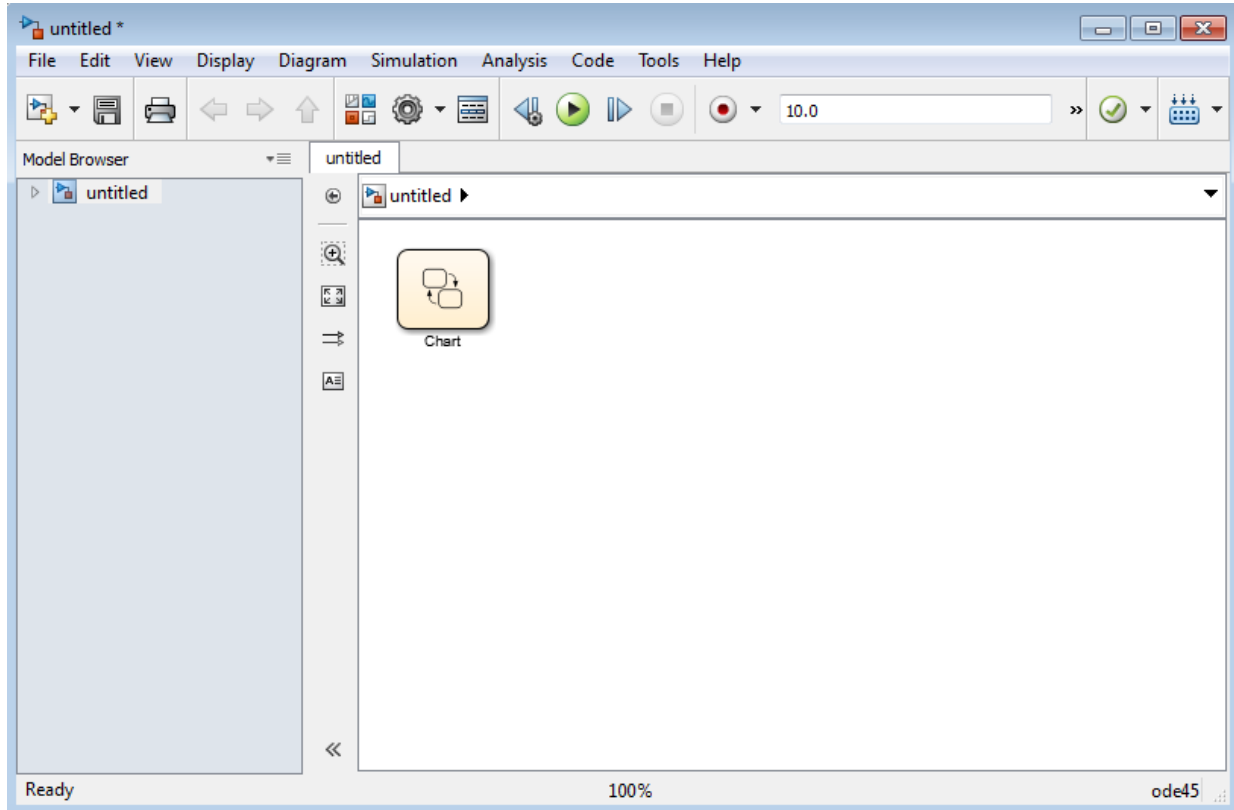 untitled *
File Edit View Display Diagram Simulation Analysis Code Tools Help
10.0 »
Model Browser
untitled
untitled
untitled
A
Chart
Ready 100% ode45